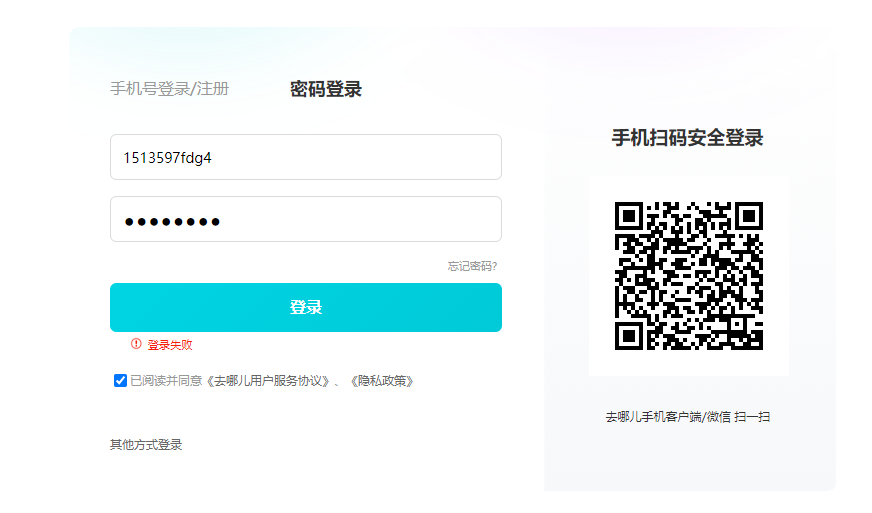 手机号登录/注册 密码登录
1513597fdg4
忘记密码?
登录
登录失败
已阅读并同意《去哪儿用户服务协议》、《隐私政策》
其他方式登录
手机扫码安全登录
去哪儿手机客户端/微信 扫一扫